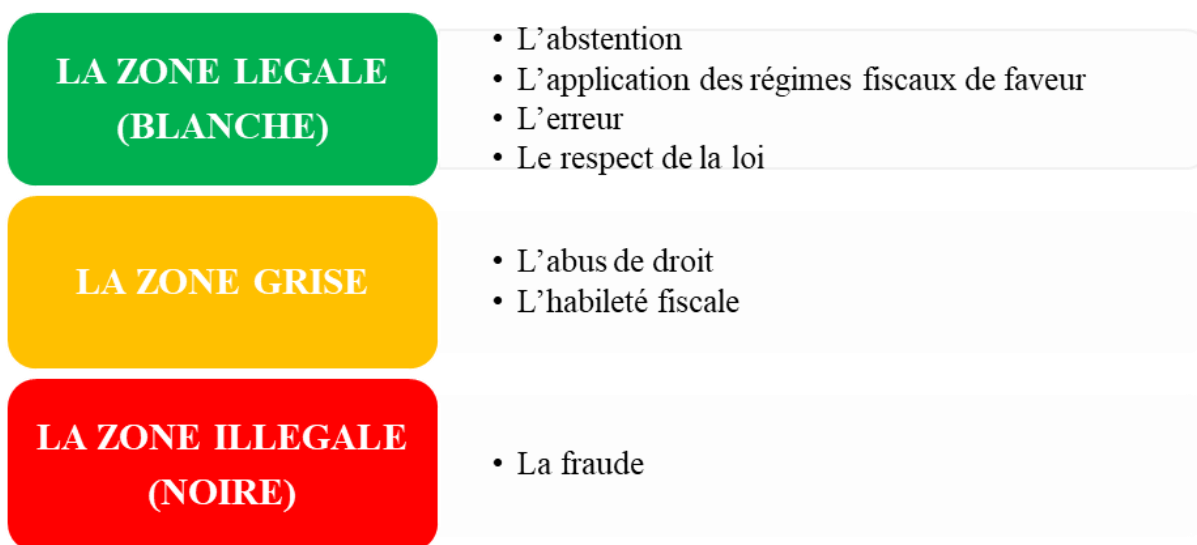 LA ZONE LEGALE
(BLANCHE)
• L’abstention
• L’application des régimes fiscaux de faveur
• L’erreur
• Le respect de la loi
LA ZONE GRISE
• L’abus de droit
• L’habileté fiscale
LA ZONE ILLEGALE
(NOIRE)
• La fraude